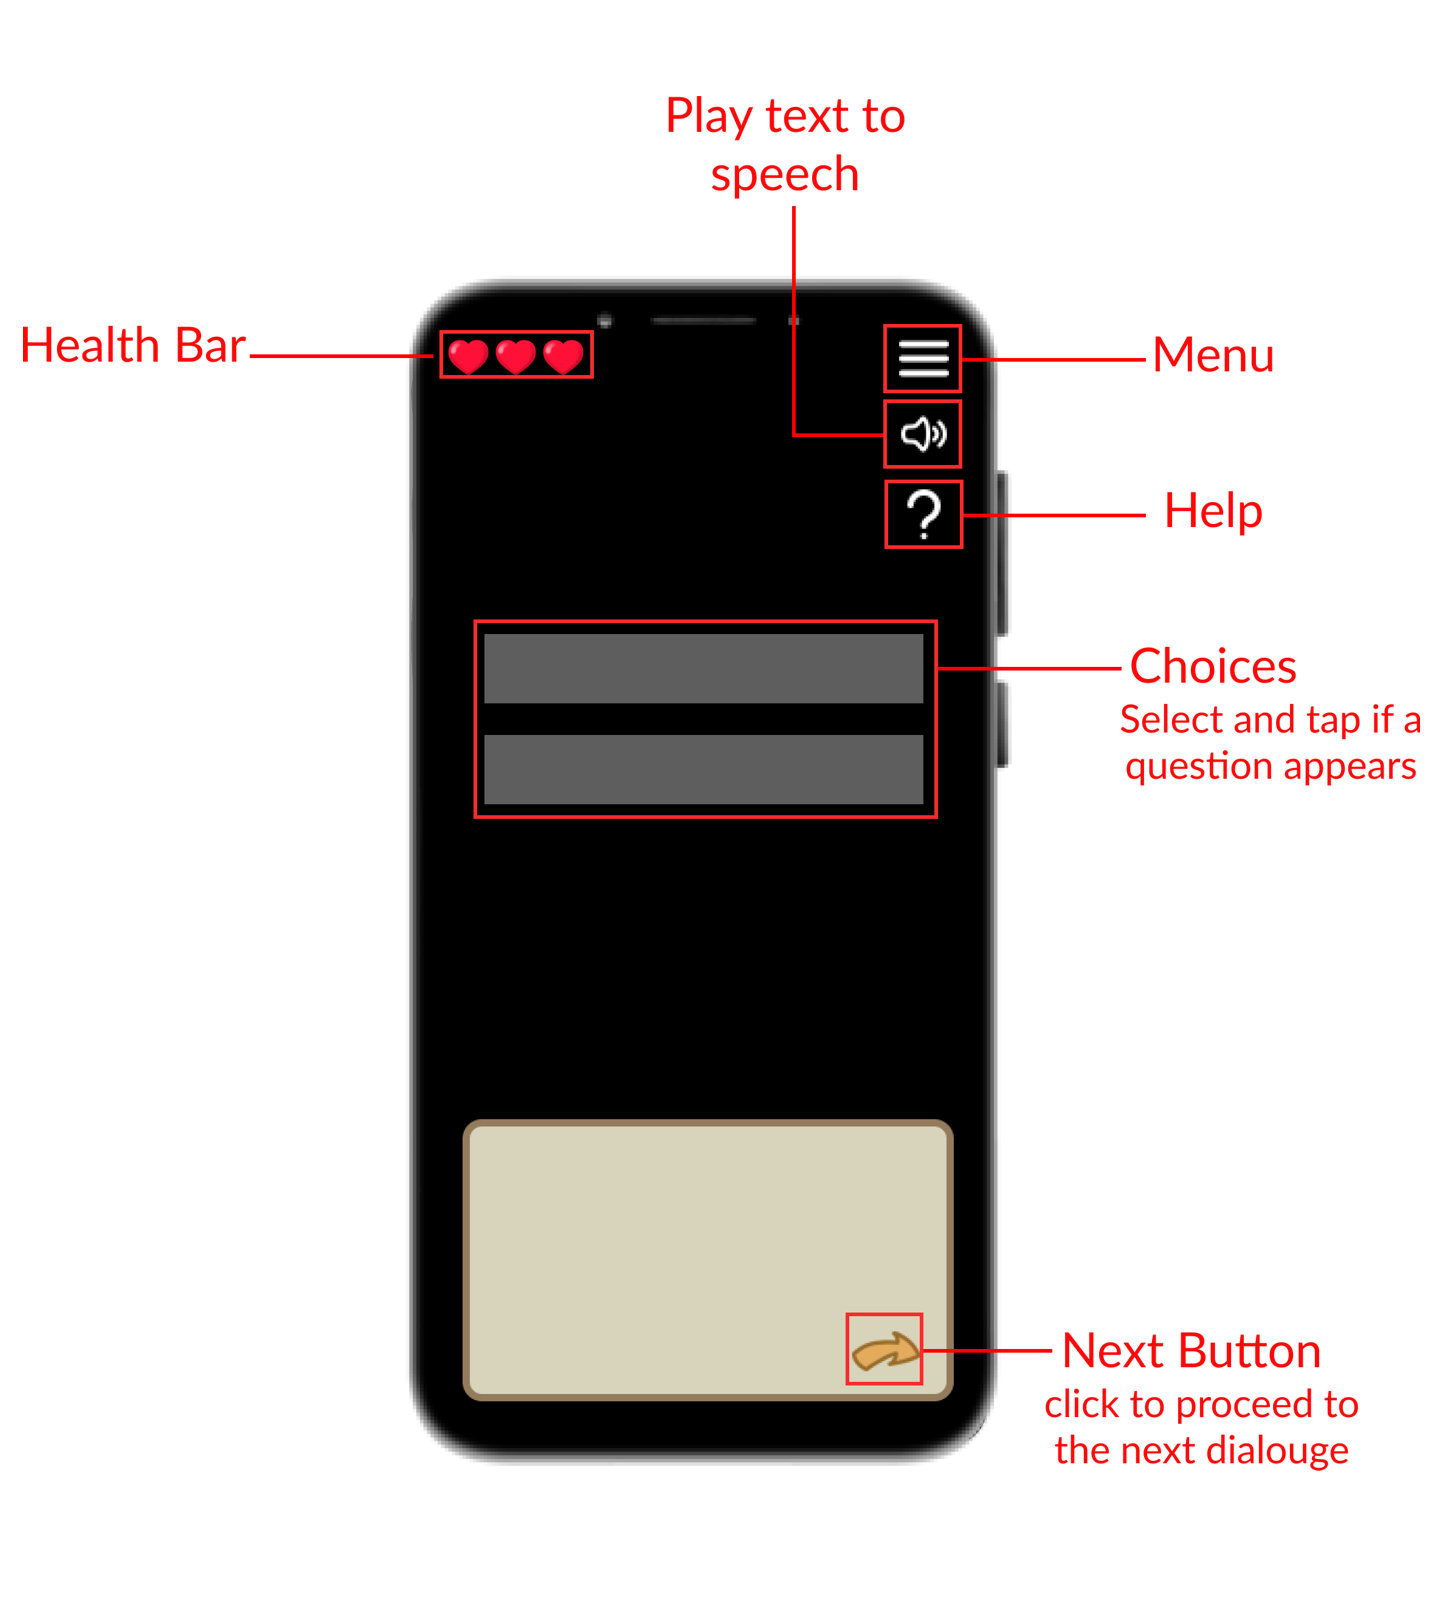 Play text to
speech
Health Bar
Menu
?
Help
Choices
Select and tap if a
question appears
Next Button
click to proceed to
the next dialouge